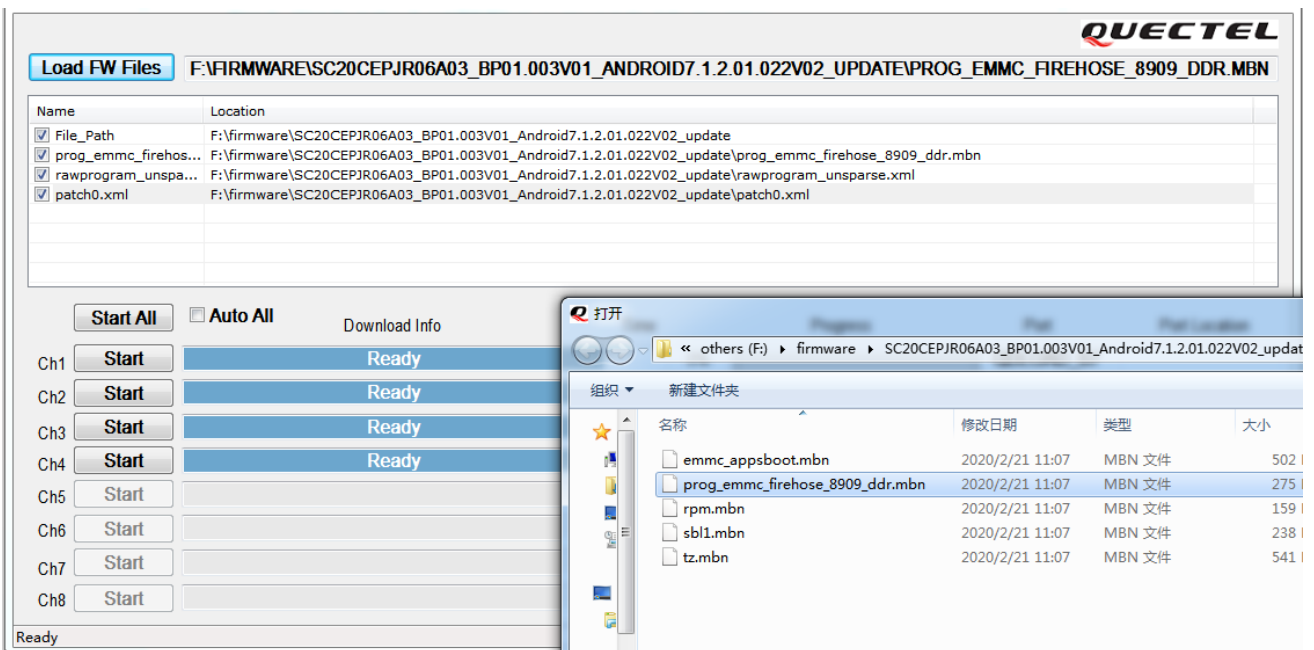 QUECTEL
Load FW Files F:\FIRMWARE\SC20CEPJR06A03_BP01.003V01_ANDROID7.1.2.01.022V02_UPDATE\PROG_EMMC_FIREHOSE_8909_DDR.MBN
Name Location
File_Path F:\firmware\SC20CEPJR06A03_BP01.003V01_Android7.1.2.01.022V02_update
prog_emmc_firehos... F:\firmware\SC20CEPJR06A03_BP01.003V01_Android7.1.2.01.022V02_update\prog_emmc_firehose_8909_ddr.mbn
rawprogram_unspa... F:\firmware\SC20CEPJR06A03_BP01.003V01_Android7.1.2.01.022V02_update\rawprogram_unsparse.xml
patch0.xml F:\firmware\SC20CEPJR06A03_BP01.003V01_Android7.1.2.01.022V02_update\patch0.xml
Start All Auto All Download Info
Ch1 Start Ready
Ch2 Start Ready
Ch3 Start Ready
Ch4 Start Ready
Ch5 Start
Ch6 Start
Ch7 Start
Ch8 Start
Ready
打开
Progress Port Port Location
« others (F:) firmware SC20CEPJR06A03_BP01.003V01_Android7.1.2.01.022V02_updat
组织 新建文件夹
名称 修改日期 类型 大小
emmc_appsboot.mbn 2020/2/21 11:07 MBN 文件 502
prog_emmc_firehose_8909_ddr.mbn 2020/2/21 11:07 MBN 文件 275
rpm.mbn 2020/2/21 11:07 MBN 文件 159
sbl1.mbn 2020/2/21 11:07 MBN 文件 238
tz.mbn 2020/2/21 11:07 MBN 文件 541